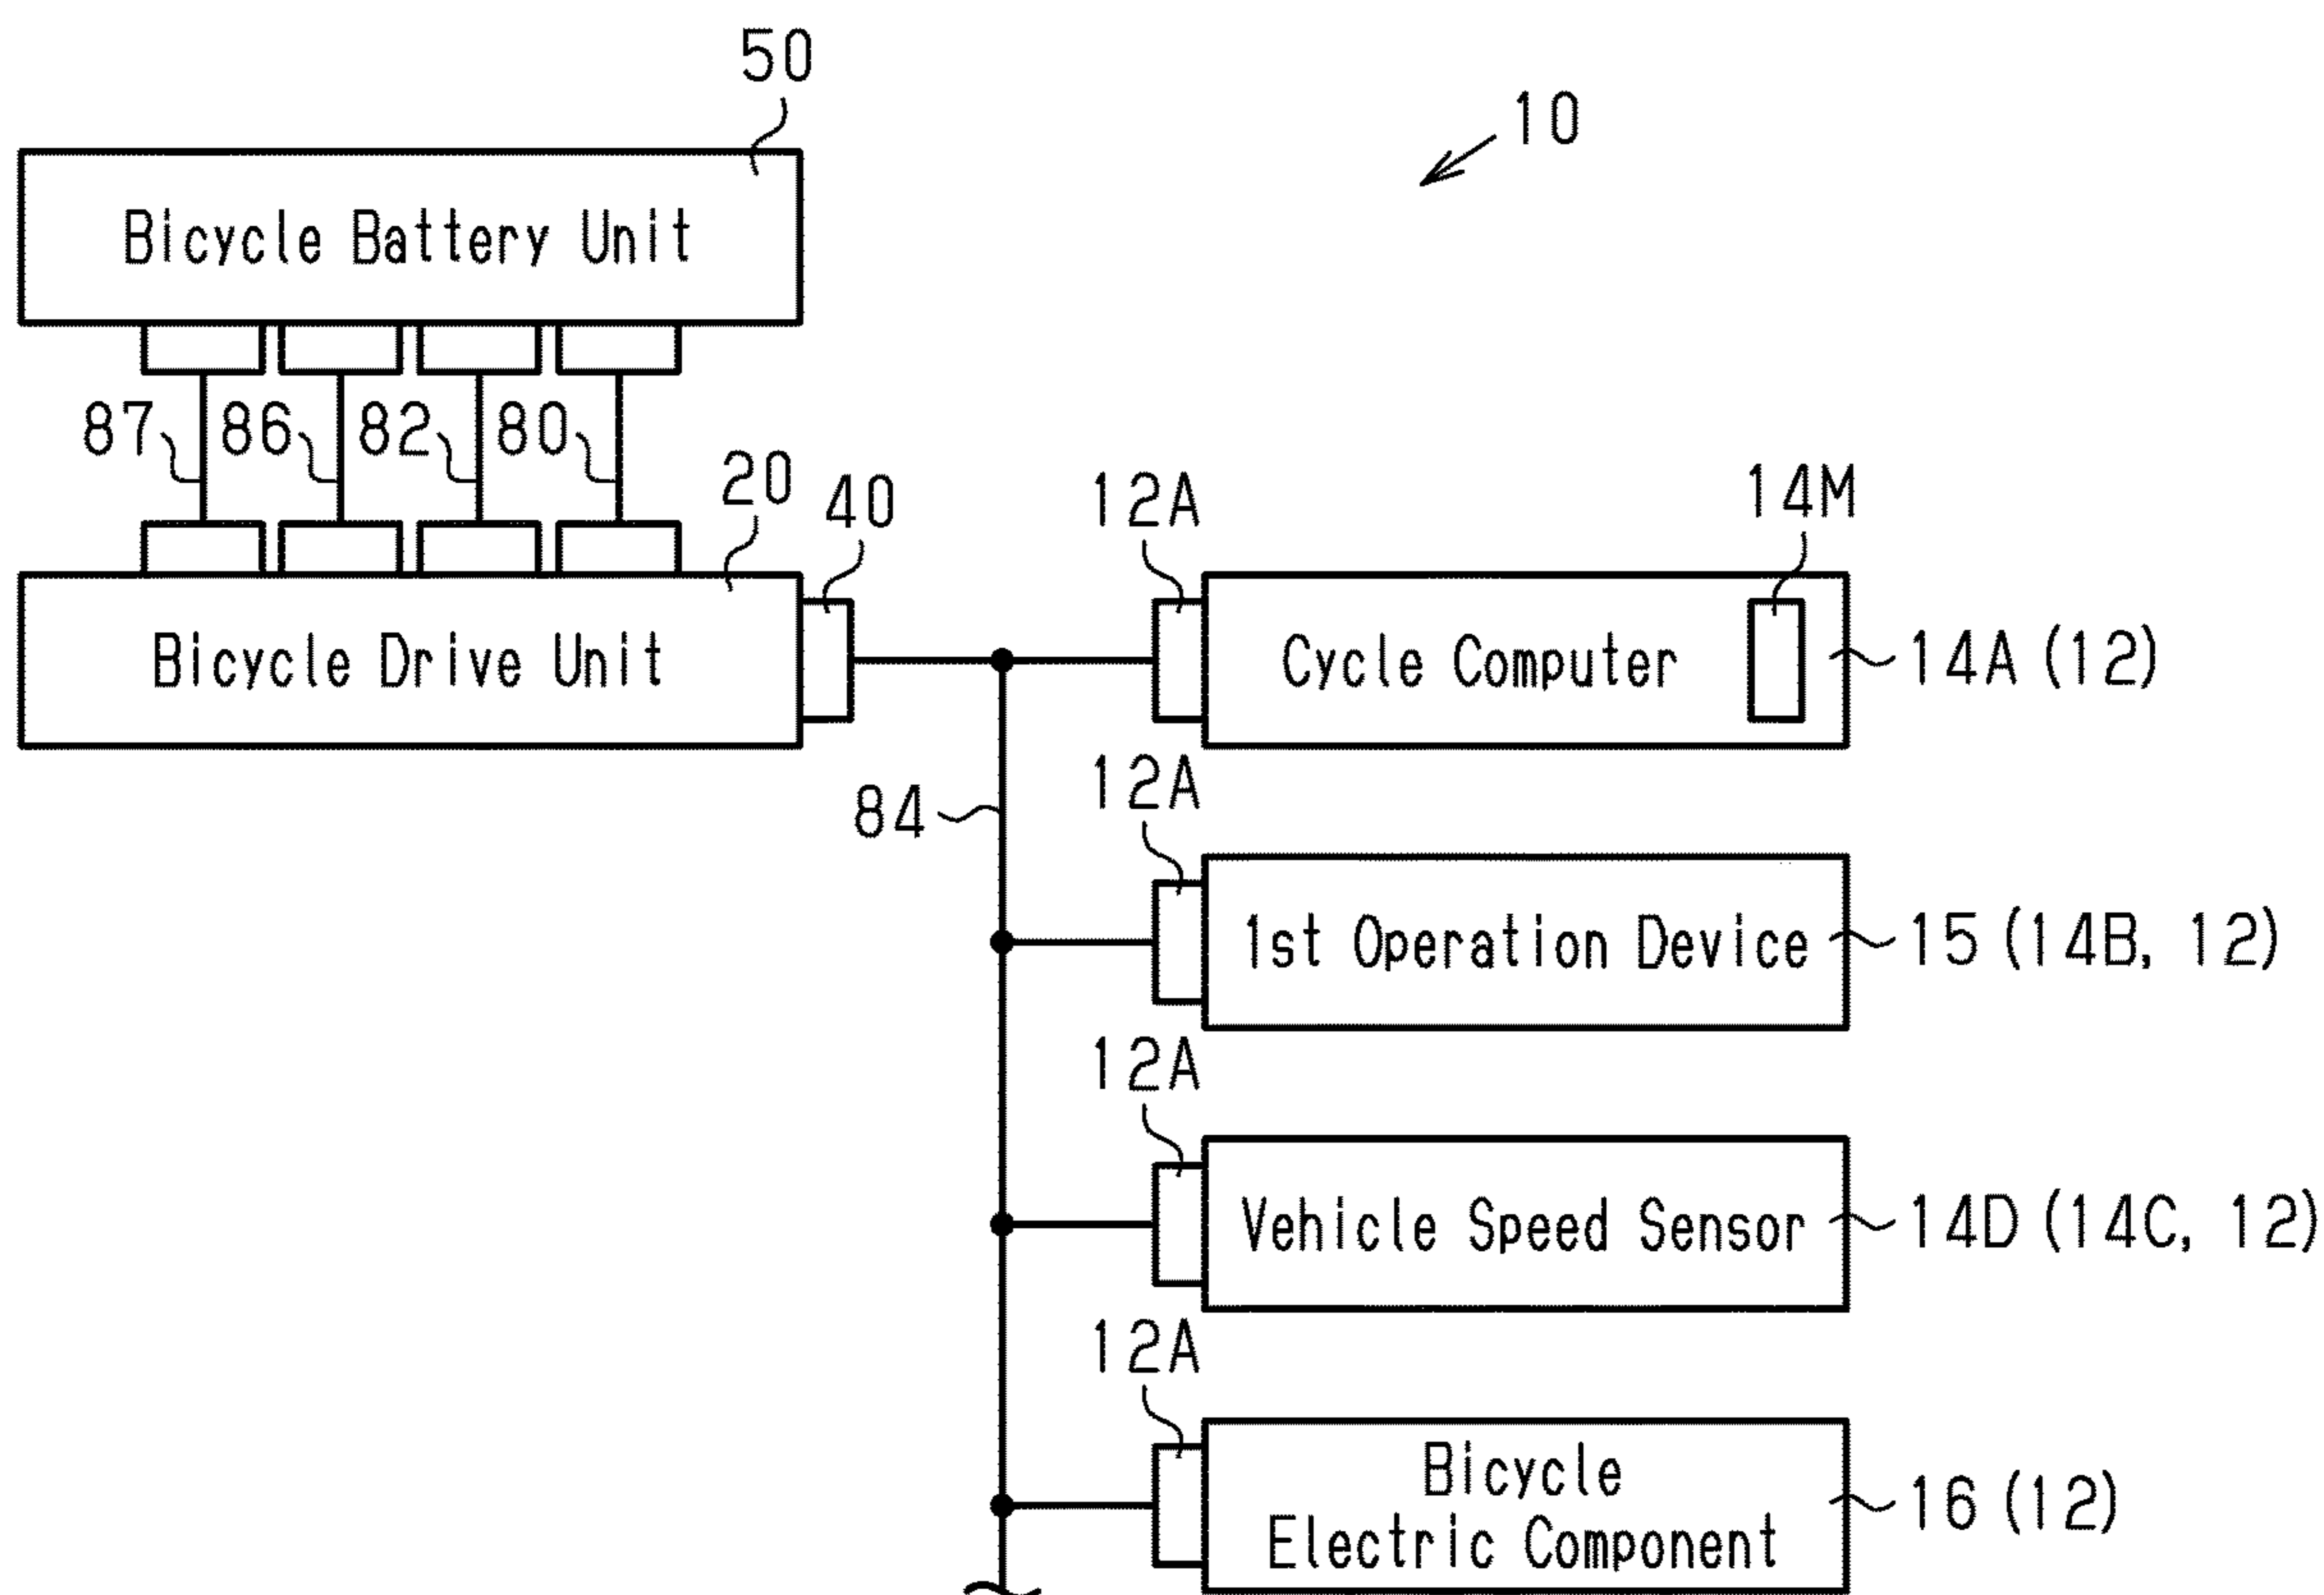 50
10
Bicycle Battery Unit
87 86 82 80
20 40 12A 14M
Bicycle Drive Unit
Cycle Computer
14A (12)
84
12A
1st Operation Device
15 (14B, 12)
12A
Vehicle Speed Sensor
14D (14C, 12)
12A
Bicycle
Electric Component
16 (12)